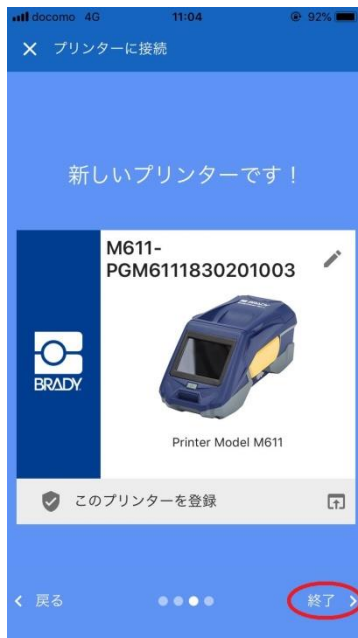 docomo 4G 11:04 92%
プリンターに接続
新しいプリンターです！
M611-
PGM6111830201003
BRADY
Printer Model M611
このプリンターを登録
戻る 終了